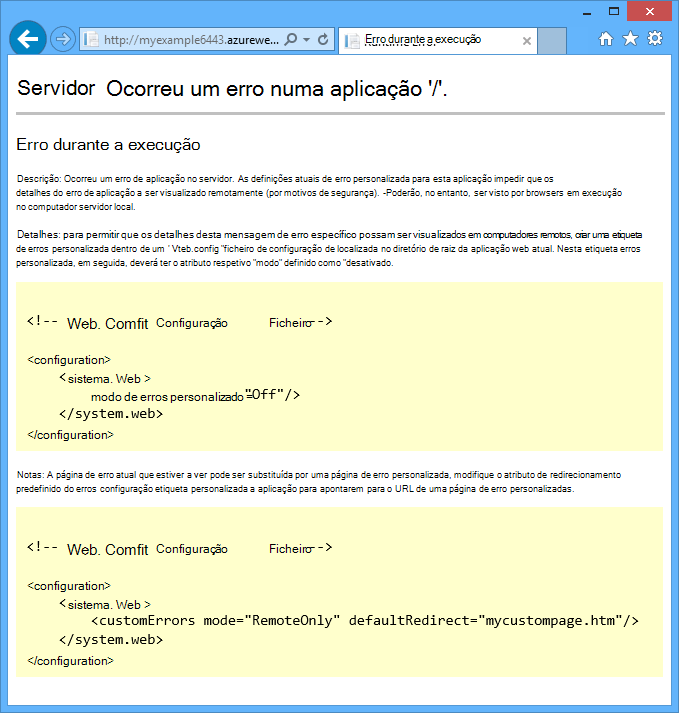 http://myexample6443.azurewe...
Erro durante a execução
Servidor Ocorreu um erro numa aplicação '/'.
Erro durante a execução
Descrição: Ocorreu um erro de aplicação no servidor. As definições atuais de erro personalizada para esta aplicação impedir que os
detalhes do erro de aplicação a ser visualizado remotamente (por motivos de segurança). -Poderão, no entanto, ser visto por browsers em execução
no computador servidor local.
Detalhes: para permitir que os detalhes desta mensagem de erro específico possam ser visualizados em computadores remotos, criar uma etiqueta
de erros personalizada dentro de um " Vteb.config "ficheiro de configuração de localizada no diretório de raiz da aplicação web atual. Nesta etiqueta erros
personalizada, em seguida, deverá ter o atributo respetivo "modo" definido como "desativado.
<!-- Web. Comfit Configuração Ficheiro-->
<configuration>
<sistema. Web >
modo de erros personalizado ="Off"/>
</system.web>
</configuration>
Notas: A página de erro atual que estiver a ver pode ser substituída por uma página de erro personalizada, modifique o atributo de redirecionamento
predefinido do erros configuração etiqueta personalizada a aplicação para apontarem para o URL de uma página de erro personalizadas.
<!-- Web. Comfit Configuração Ficheiro-->
<configuration>
<sistema. Web >
<customErrors mode="RemoteOnly" defaultRedirect="mycustompage.htm"/>
</system.web>
</configuration>